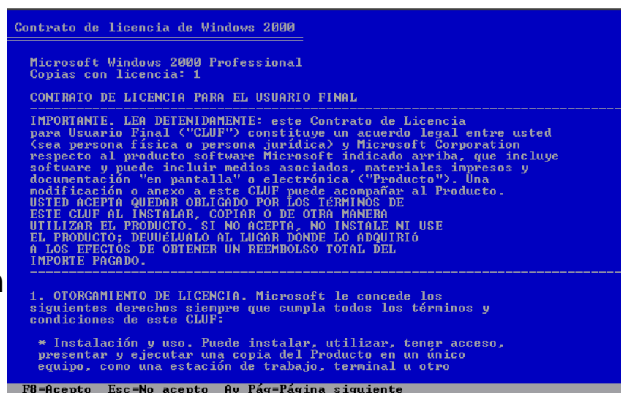 Contrato de licencia de Windows 2000
Microsoft Windows 2000 Professional
Copias con licencia: 1
CONTRATO DE LICENCIA PARA EL USUARIO FINAL
IMPORTANTE. LEA DETENIDAMENTE: este Contrato de Licencia
para Usuario Final ("CLUF") constituye un acuerdo legal entre usted
(sea persona física o persona jurídica) y Microsoft Corporation
respecto al producto software Microsoft indicado arriba, que incluye
software y puede incluir medios asociados, materiales impresos y
documentación "en pantalla" o electrónica ("Producto"). Una
modificación o anexo a este CLUF puede acompañar al Producto.
USTED ACEPTA QUEDAR OBLIGADO POR LOS TéRMINOS DE
ESTE CLUF AL INSTALAR, COPIAR O DE OTRA MANERA
UTILIZAR EL PRODUCTO. SI NO ACEPTA, NO INSTALE NI USE
EL PRODUCTO; DEVUéLVALO AL LUGAR DONDE LO ADQUIRIó
A LOS EFECTOS DE OBTENER UN REEMBOLSO TOTAL DEL
IMPORTE PAGADO.
1. OTORGAMIENTO DE LICENCIA. Microsoft le concede los
siguientes derechos siempre que cumpla todos los términos y
condiciones de este CLUF:
* Instalación y uso. Puede instalar, utilizar, tener acceso,
presentar y ejecutar una copia del Producto en un único
equipo, como una estación de trabajo, terminal u otro
F8=Acepto Esc=No acepto Av Pág=Página siguiente